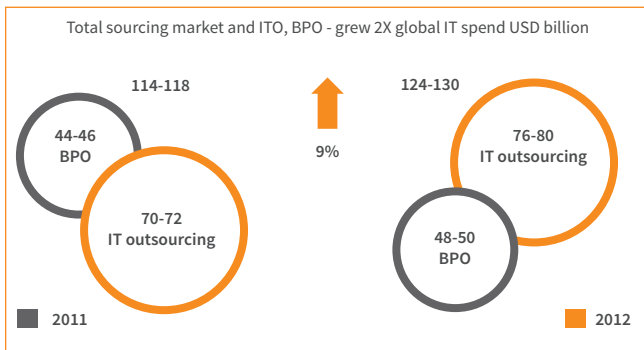 Total sourcing market and ITO, BPO - grew 2X global IT spend USD billion
114-118
44-46
BPO
70-72
IT outsourcing
9%
124-130
76-80
IT outsourcing
48-50
BPO
2011
2012